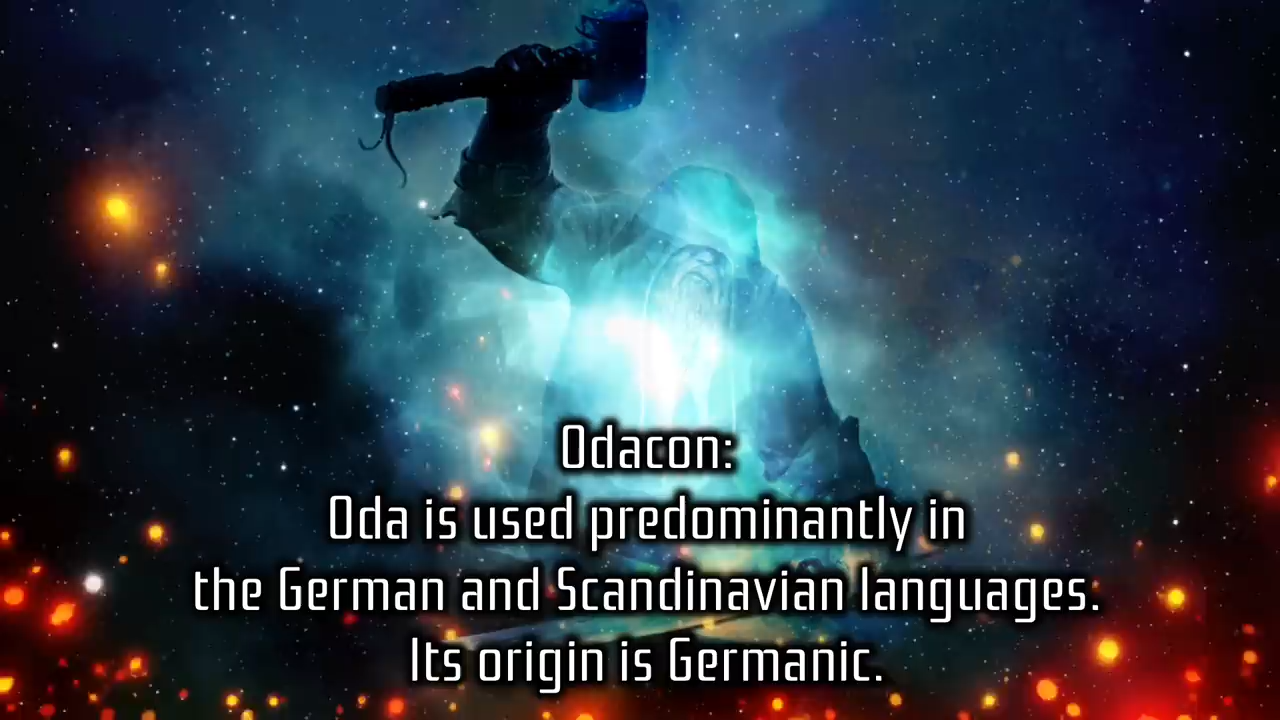 Odacon:
Oda is used predominantly in
the German and Scandinavian languages.
Its origin is Germanic.